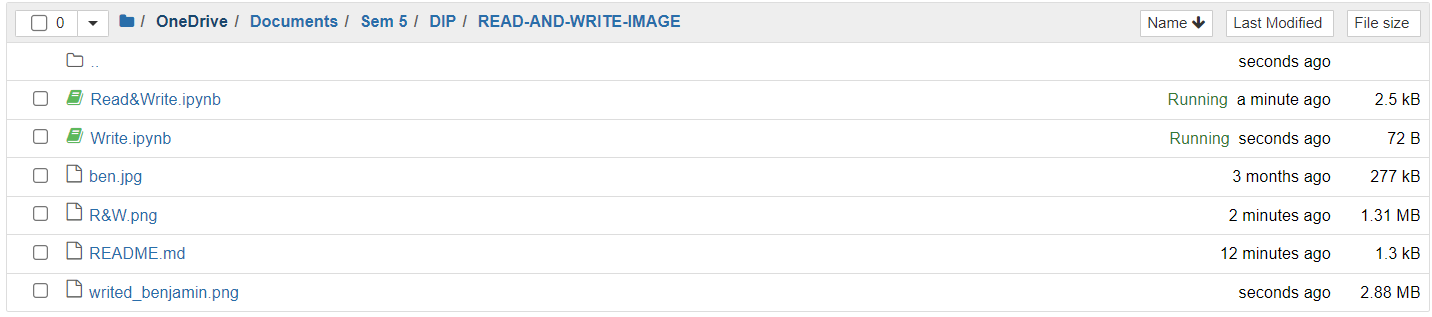 0 / OneDrive / Documents / Sem 5 / DIP / READ-AND-WRITE-IMAGE Name Last Modified File size
.. seconds ago
Read&Write.ipynb Running a minute ago 2.5 kB
Write.ipynb Running seconds ago 72 B
ben.jpg 3 months ago 277 kB
R&W.png 2 minutes ago 1.31 MB
README.md 12 minutes ago 1.3 kB
writed_benjamin.png seconds ago 2.88 MB